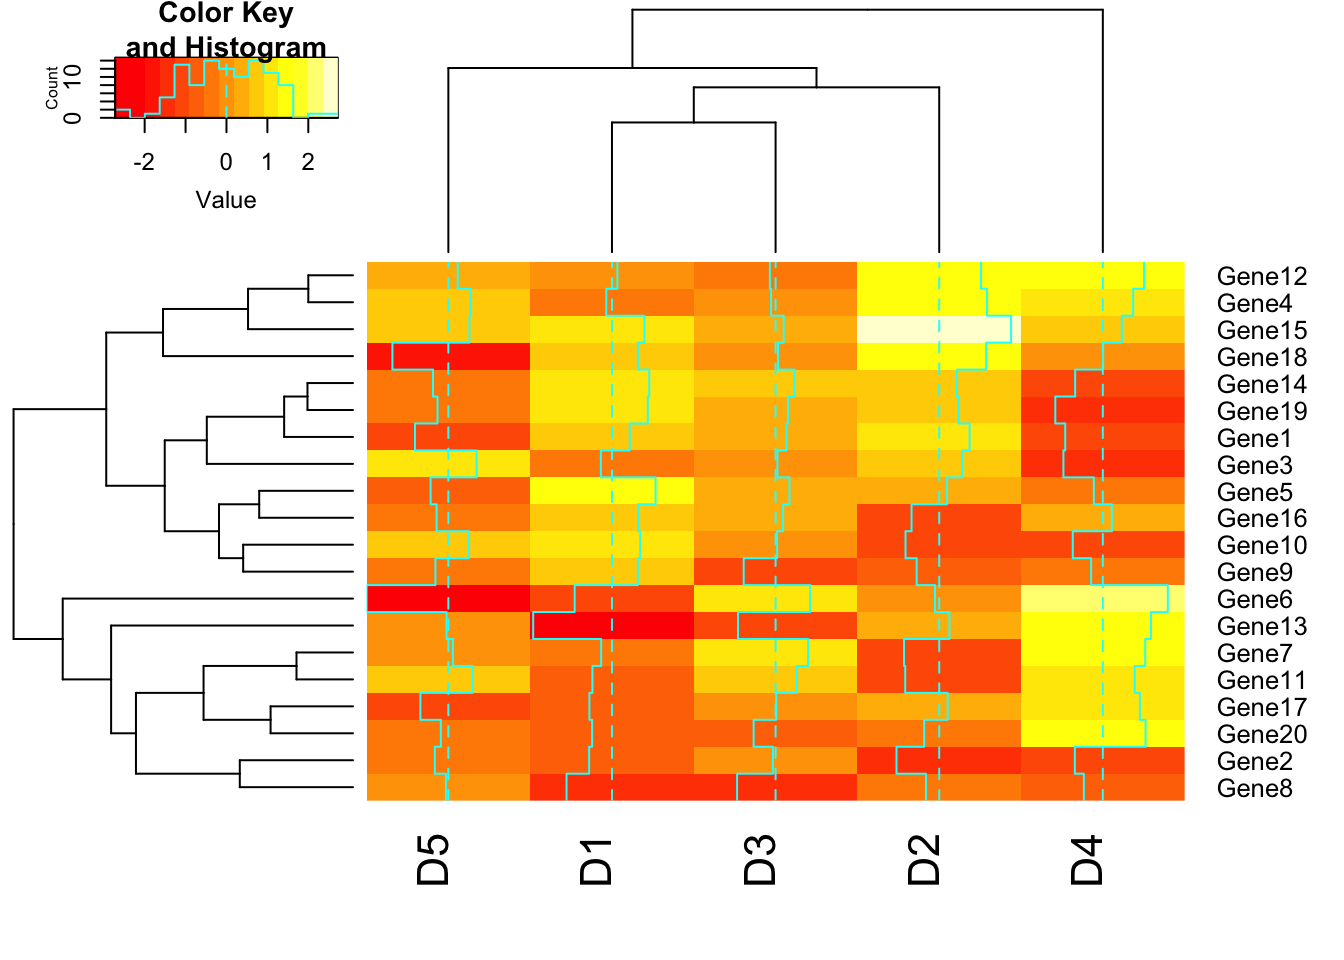 Color Key
and Histogram
Count
0 10
-2 0 1 2
Value
Gene12
Gene4
Gene15
Gene18
Gene14
Gene19
Gene1
Gene3
Gene5
Gene16
Gene10
Gene9
Gene6
Gene13
Gene7
Gene11
Gene17
Gene20
Gene2
Gene8
D5 D1 D3 D2 D4